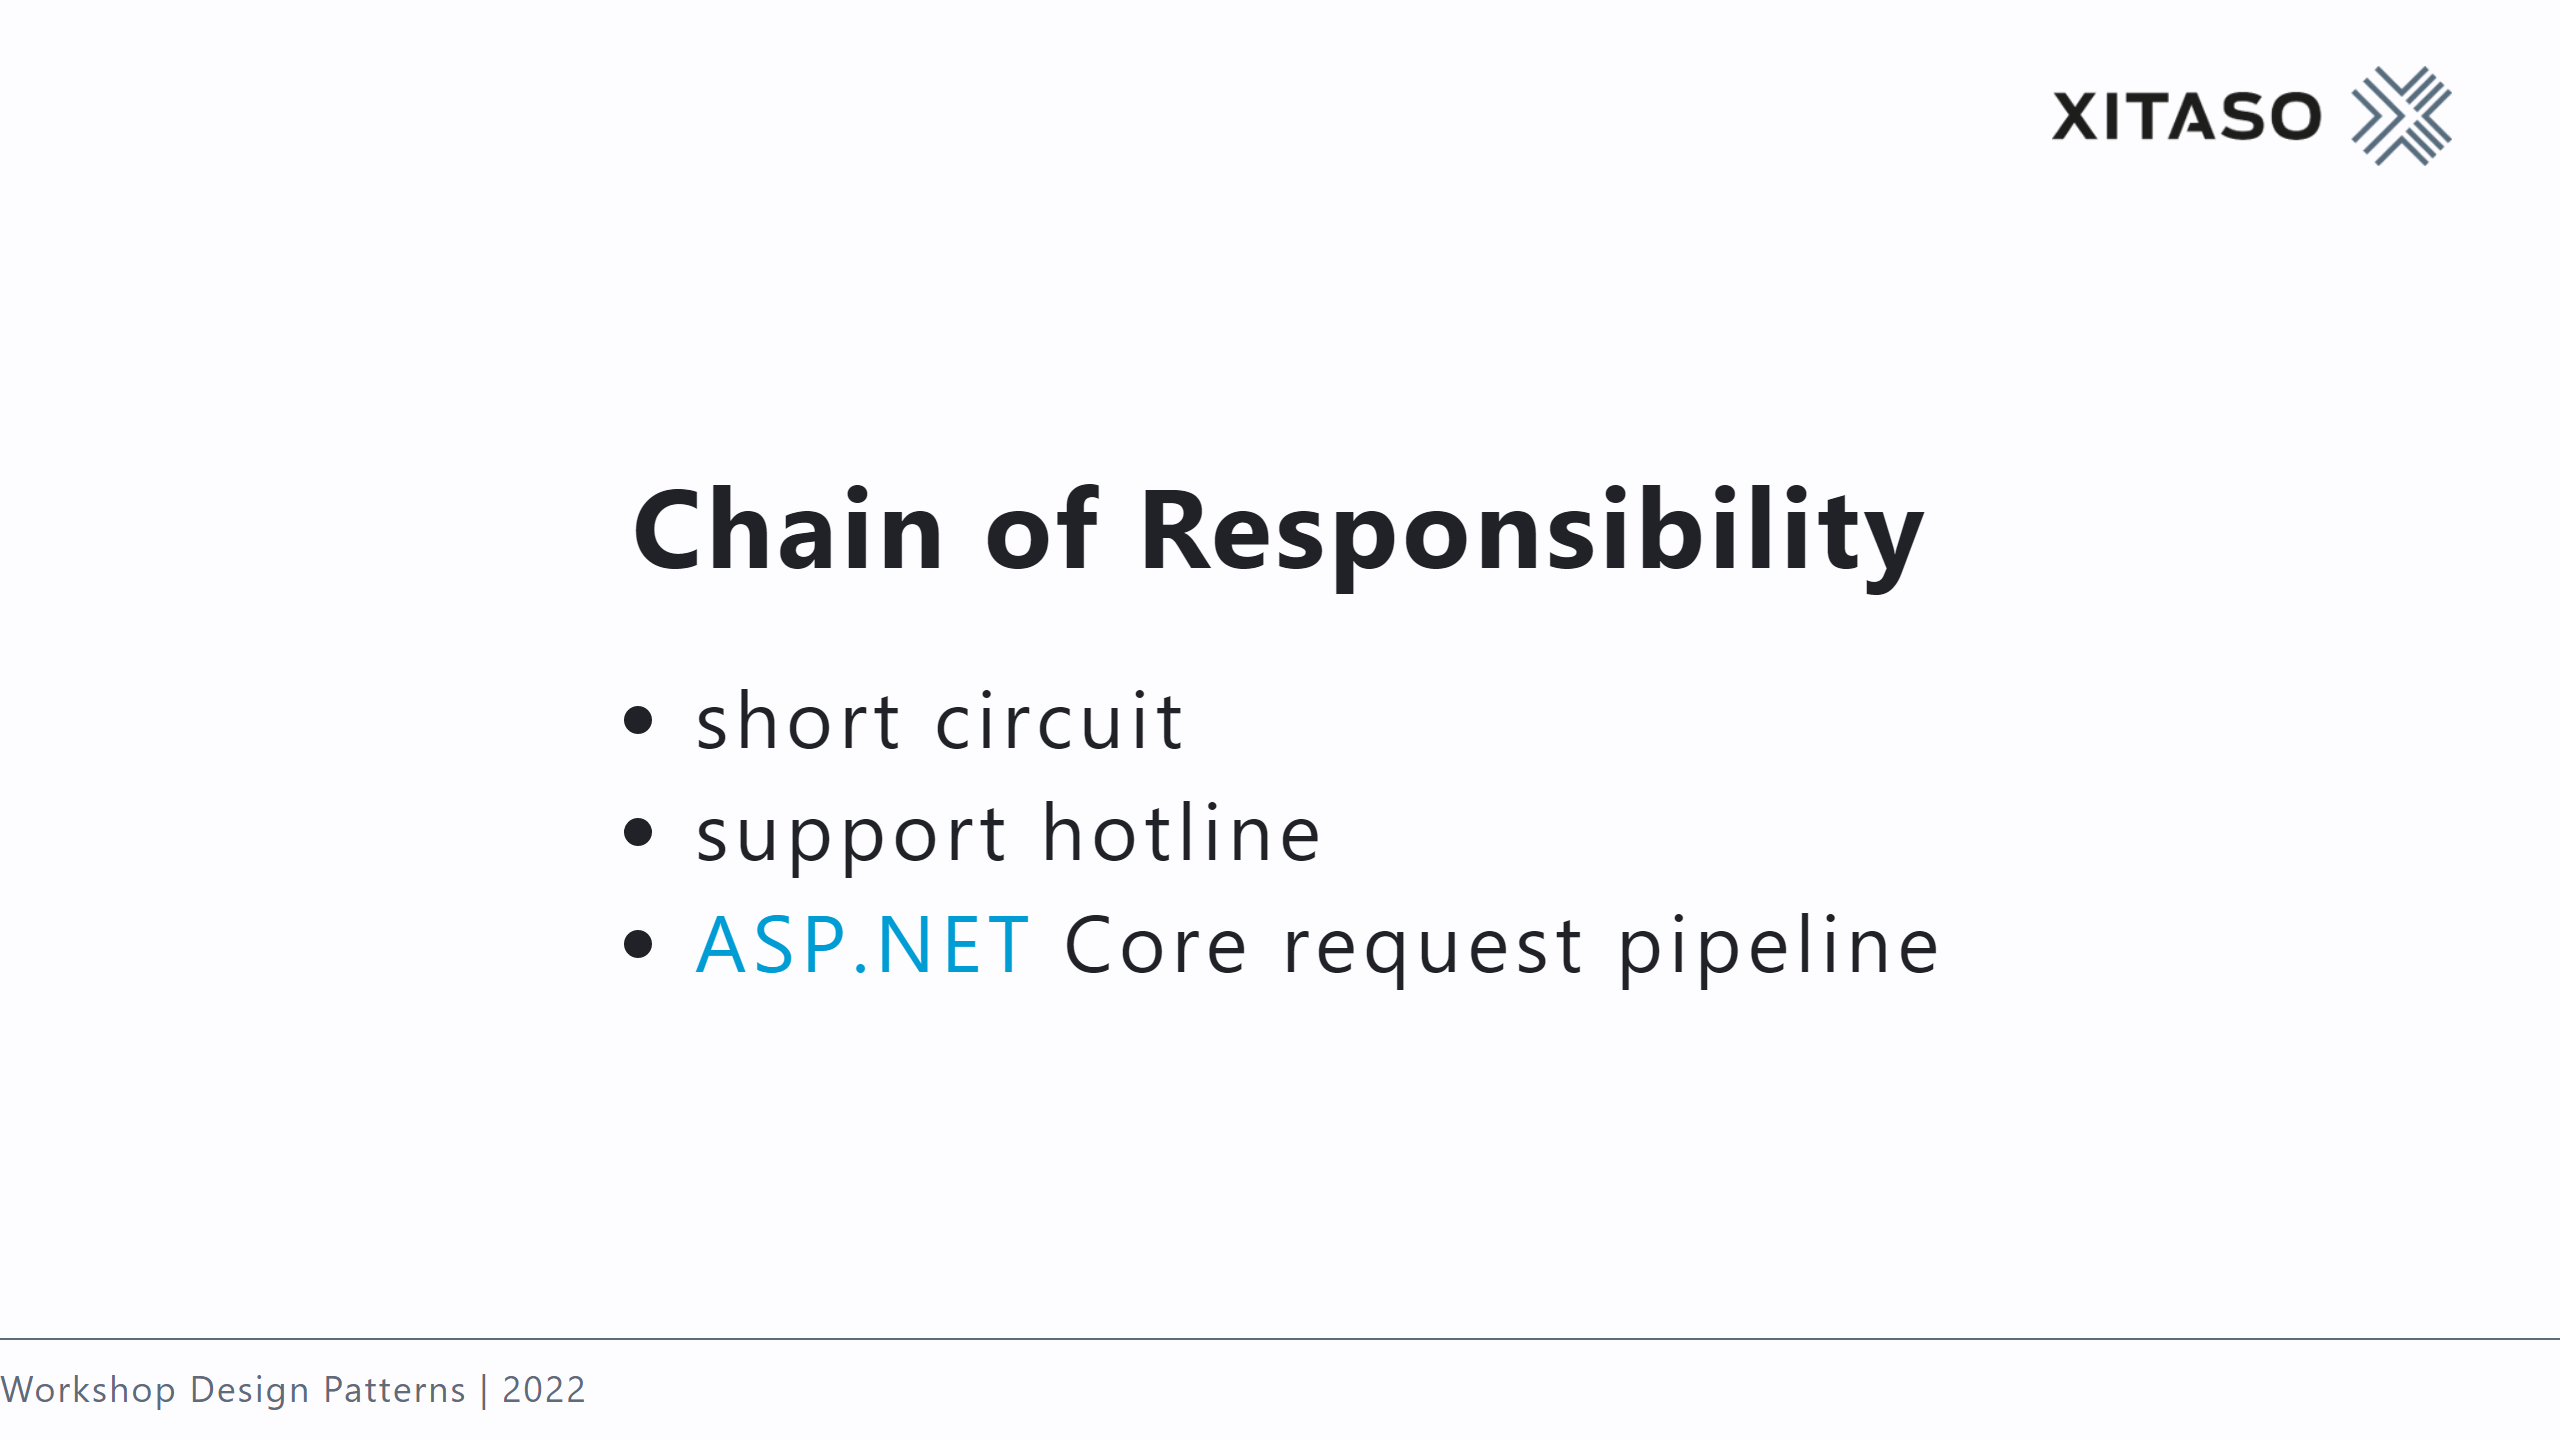 XITASO
Chain of Responsibility
• short circuit
• support hotline
• ASP.NET Core request pipeline
Workshop Design Patterns | 2022